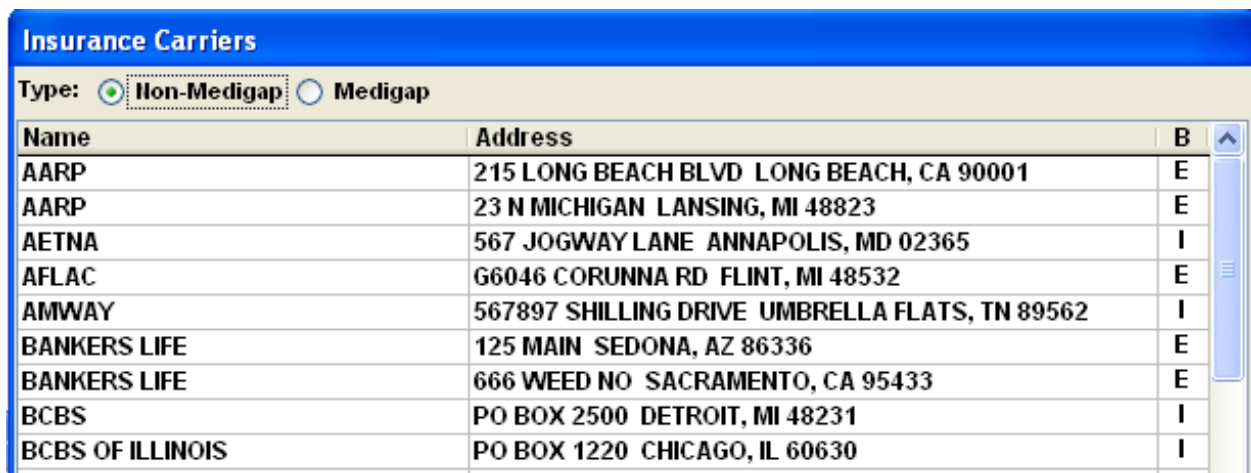 Insurance Carriers
Type: Non-Medigap Medigap
Name Address B
AARP 215 LONG BEACH BLVD LONG BEACH, CA 90001 E
AARP 23 N MICHIGAN LANSING, MI 48823 E
AETNA 567 JOGWAY LANE ANNAPOLIS, MD 02365 I
AFLAC G6046 CORUNNA RD FLINT, MI 48532 E
AMWAY 567897 SHILLING DRIVE UMBRELLA FLATS, TN 89562 I
BANKERS LIFE 125 MAIN SEDONA, AZ 86336 E
BANKERS LIFE 666 WEED NO SACRAMENTO, CA 95433 E
BCBS PO BOX 2500 DETROIT, MI 48231 I
BCBS OF ILLINOIS PO BOX 1220 CHICAGO, IL 60630 I